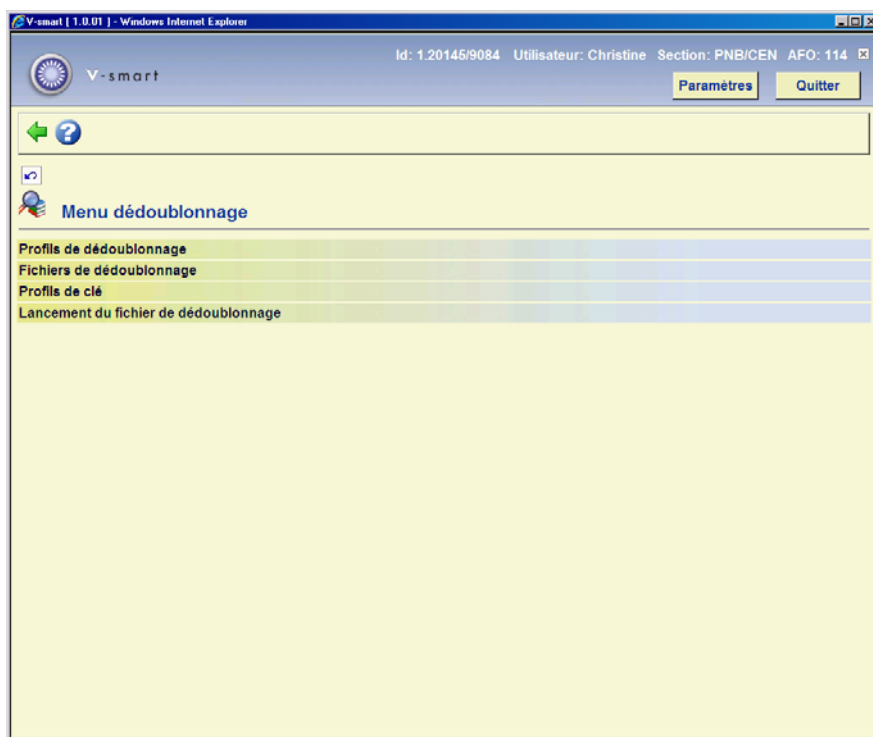 V-smart [ 1.0.01 ] - Windows Internet Explorer
Id: 1.20145/9084 Utilisateur: Christine Section: PNB/CEN AFO: 114
V-smart
Paramètres Quitter
Menu dédoublonnage
Profils de dédoublonnage
Fichiers de dédoublonnage
Profils de clé
Lancement du fichier de dédoublonnage